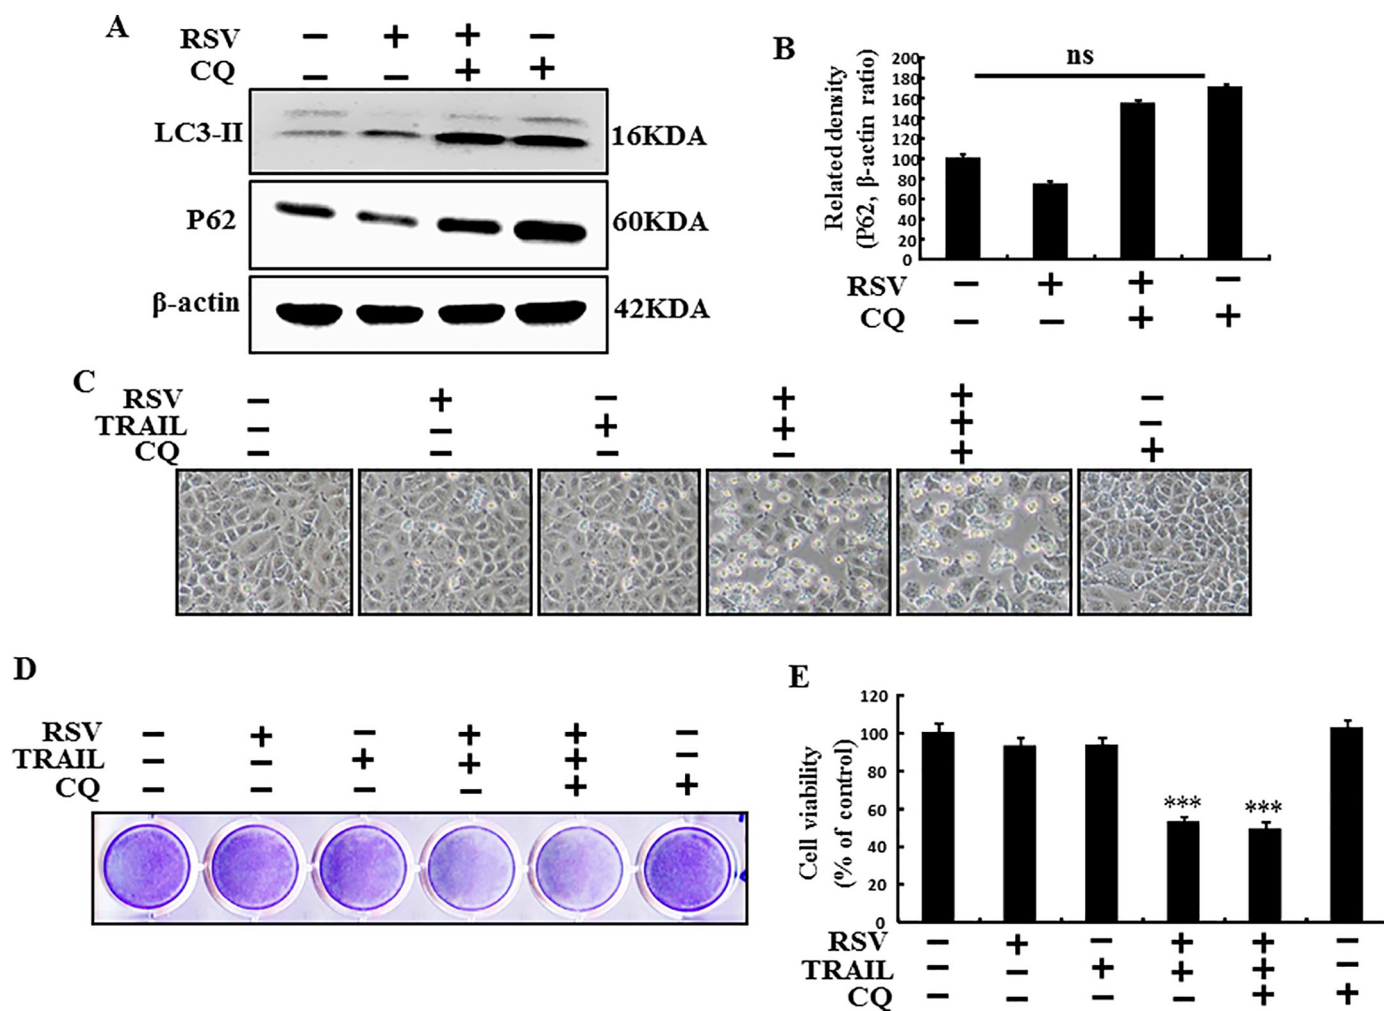 A
RSV − + + −
CQ − − + +
LC3-II 16KDA
P62 60KDA
β-actin 42KDA
B
ns
Related density
(P62, β-actin ratio)
200
180
160
140
120
100
80
60
40
20
0
RSV − + + −
CQ − − + +
C
RSV − + − + + −
TRAIL − − + + + −
CQ − − − − + +
D
RSV − + − + + −
TRAIL − − + + + −
CQ − − − − + +
E
Cell viability
(% of control)
120
100
80
60
40
20
0
*** ***
RSV − + − + + −
TRAIL − − + + + −
CQ − − − − + +